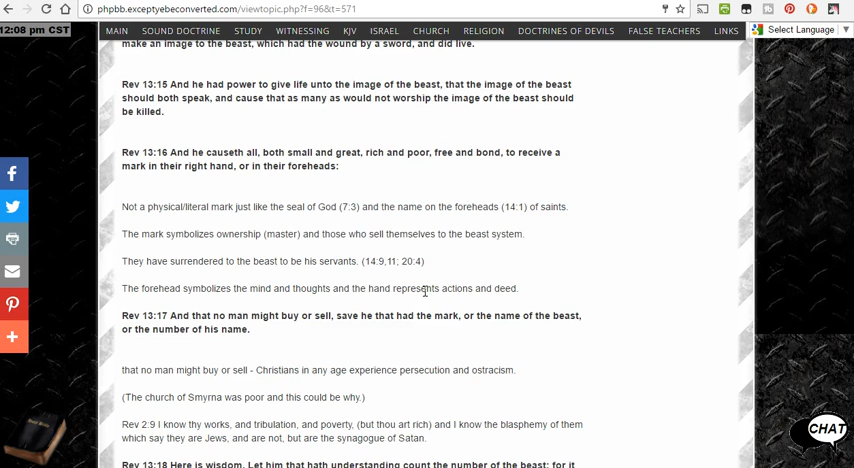 phpbb.exceptyebeconverted.com/viewtopic.php?f=96&t=571
12:08 pm CST
MAIN SOUND DOCTRINE STUDY WITNESSING KJV ISRAEL CHURCH RELIGION DOCTRINES OF DEVILS FALSE TEACHERS LINKS
Select Language
make an image to the beast, which had the wound by a sword, and did live.
Rev 13:15 And he had power to give life unto the image of the beast, that the image of the beast
should both speak, and cause that as many as would not worship the image of the beast should
be killed.
Rev 13:16 And he causeth all, both small and great, rich and poor, free and bond, to receive a
mark in their right hand, or in their foreheads:
Not a physical/literal mark just like the seal of God (7:3) and the name on the foreheads (14:1) of saints.
The mark symbolizes ownership (master) and those who sell themselves to the beast system.
They have surrendered to the beast to be his servants. (14:9,11; 20:4)
The forehead symbolizes the mind and thoughts and the hand represents actions and deed.
Rev 13:17 And that no man might buy or sell, save he that had the mark, or the name of the beast,
or the number of his name.
that no man might buy or sell - Christians in any age experience persecution and ostracism.
(The church of Smyrna was poor and this could be why.)
Rev 2:9 I know thy works, and tribulation, and poverty, (but thou art rich) and I know the blasphemy of them
which say they are Jews, and are not, but are the synagogue of Satan.
Rev 13:18 Here is wisdom. Let him that hath understanding count the number of the beast: for it
CHAT